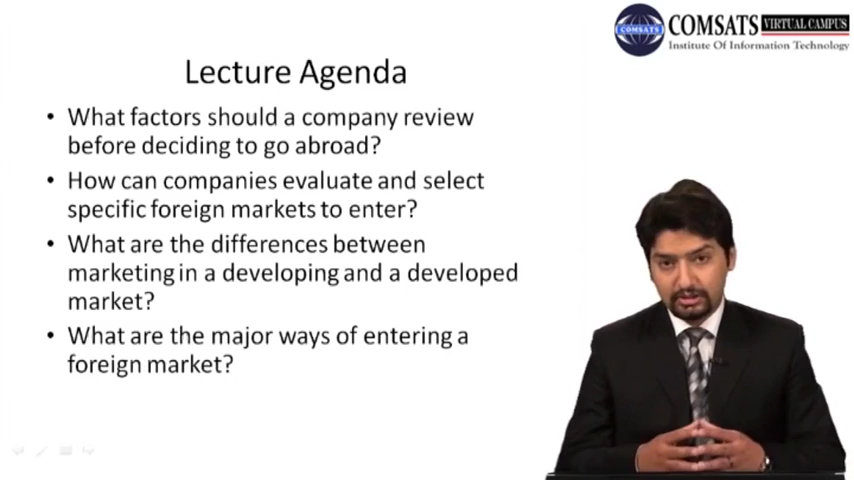 COMSATS VIRTUAL CAMPUS
COMSATS
Institute Of Information Technology
Lecture Agenda
• What factors should a company review
before deciding to go abroad?
• How can companies evaluate and select
specific foreign markets to enter?
• What are the differences between
marketing in a developing and a developed
market?
• What are the major ways of entering a
foreign market?